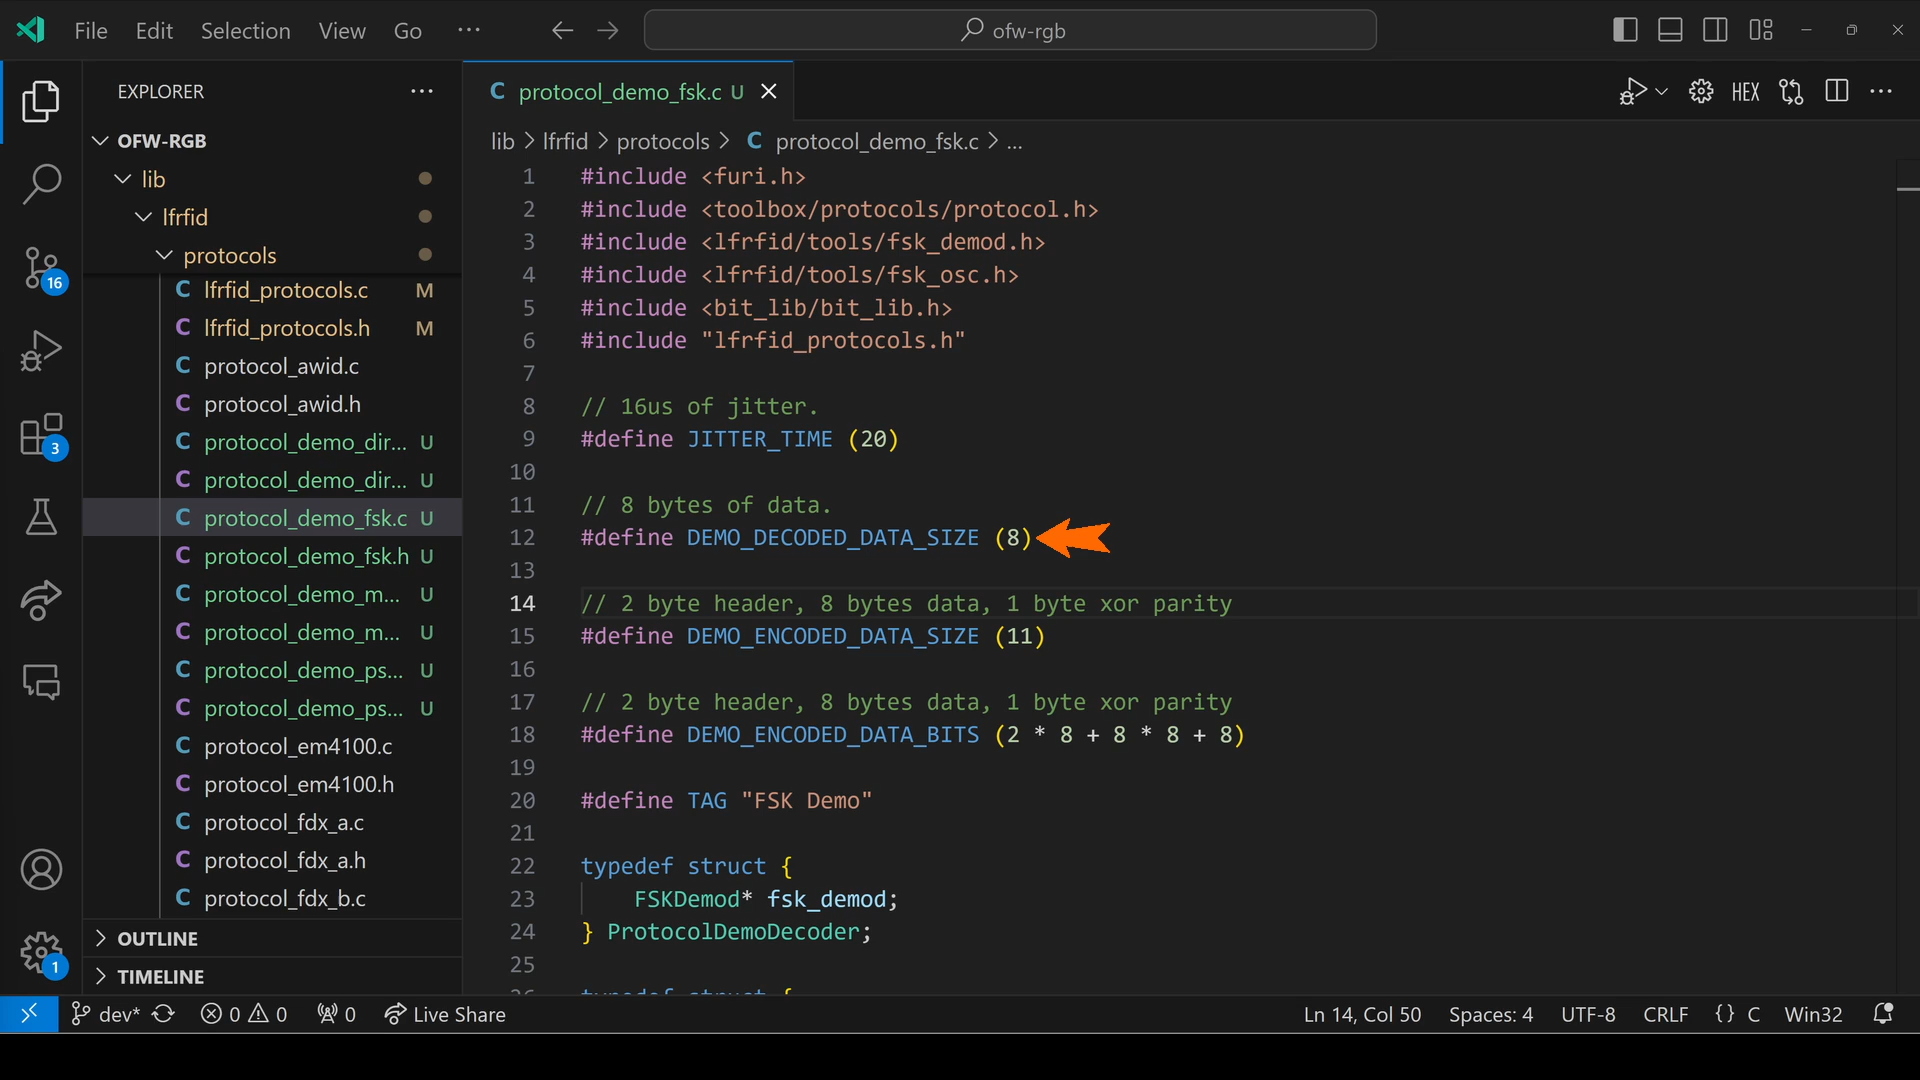 File Edit Selection View Go ··· ofw-rgb
EXPLORER ···
OFW-RGB
lib
lfrfid
protocols
C lfrfid_protocols.c M
C lfrfid_protocols.h M
C protocol_awid.c
C protocol_awid.h
C protocol_demo_dir... U
C protocol_demo_dir... U
C protocol_demo_fsk.c U
C protocol_demo_fsk.h U
C protocol_demo_m... U
C protocol_demo_m... U
C protocol_demo_ps... U
C protocol_demo_ps... U
C protocol_em4100.c
C protocol_em4100.h
C protocol_fdx_a.c
C protocol_fdx_a.h
C protocol_fdx_b.c
OUTLINE
TIMELINE
16
3
1
C protocol_demo_fsk.c U
HEX
lib > lfrfid > protocols > C protocol_demo_fsk.c > ...
1 #include <furi.h>
2 #include <toolbox/protocols/protocol.h>
3 #include <lfrfid/tools/fsk_demod.h>
4 #include <lfrfid/tools/fsk_osc.h>
5 #include <bit_lib/bit_lib.h>
6 #include "lfrfid_protocols.h"
7
8 // 16us of jitter.
9 #define JITTER_TIME (20)
10
11 // 8 bytes of data.
12 #define DEMO_DECODED_DATA_SIZE (8)
13
14 // 2 byte header, 8 bytes data, 1 byte xor parity
15 #define DEMO_ENCODED_DATA_SIZE (11)
16
17 // 2 byte header, 8 bytes data, 1 byte xor parity
18 #define DEMO_ENCODED_DATA_BITS (2 * 8 + 8 * 8 + 8)
19
20 #define TAG "FSK Demo"
21
22 typedef struct {
23 FSKDemod* fsk_demod;
24 } ProtocolDemoDecoder;
25
26 typedef struct {
dev* 0 0 0 Live Share Ln 14, Col 50 Spaces: 4 UTF-8 CRLF {} C Win32